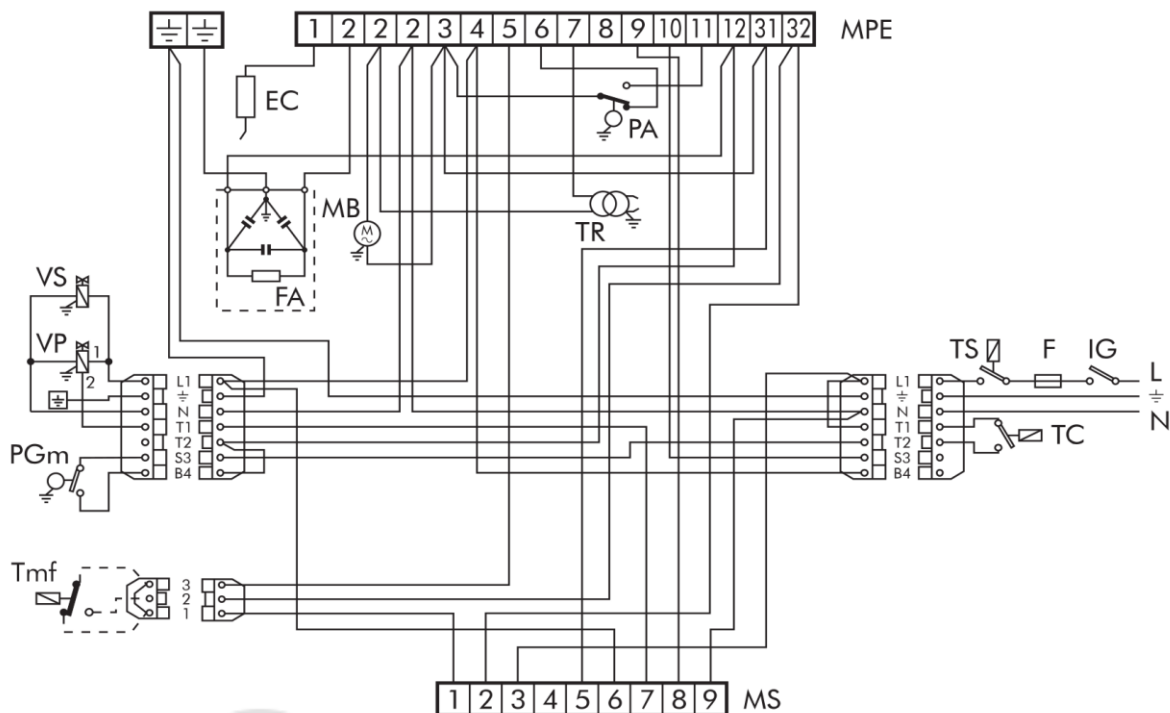 1 2 2 2 3 4 5 6 7 8 9 10 11 12 31 32 MPE
EC
PA
MB
M
TR
FA
VS
VP 1
2
TS F IG
L
N
TC
L1 L1
N N
T1 T1
T2 T2
S3 S3
B4 B4
PGm
Tmf
3
2
1
1 2 3 4 5 6 7 8 9 MS